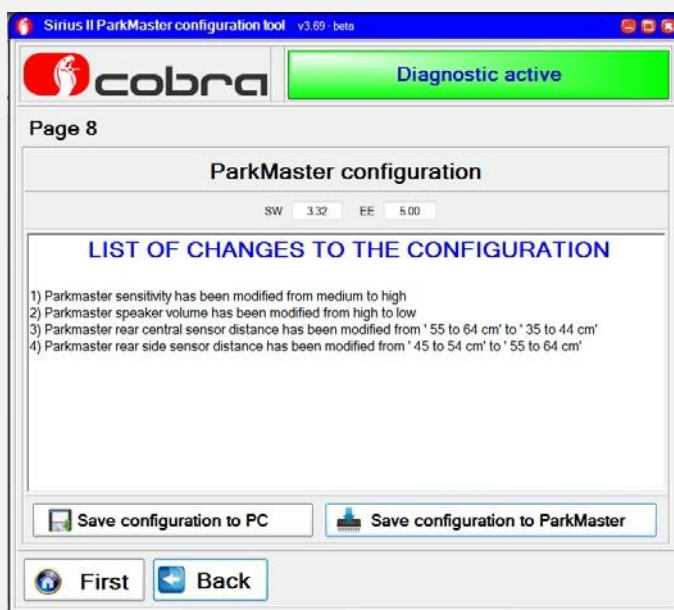 Sirius II ParkMaster configuration tool v3.69 - beta
cobra
Diagnostic active
Page 8
ParkMaster configuration
SW 3.32 EE 5.00
LIST OF CHANGES TO THE CONFIGURATION
1) Parkmaster sensitivity has been modified from medium to high
2) Parkmaster speaker volume has been modified from high to low
3) Parkmaster rear central sensor distance has been modified from ' 55 to 64 cm' to ' 35 to 44 cm'
4) Parkmaster rear side sensor distance has been modified from ' 45 to 54 cm' to ' 55 to 64 cm'
Save configuration to PC Save configuration to ParkMaster
First Back